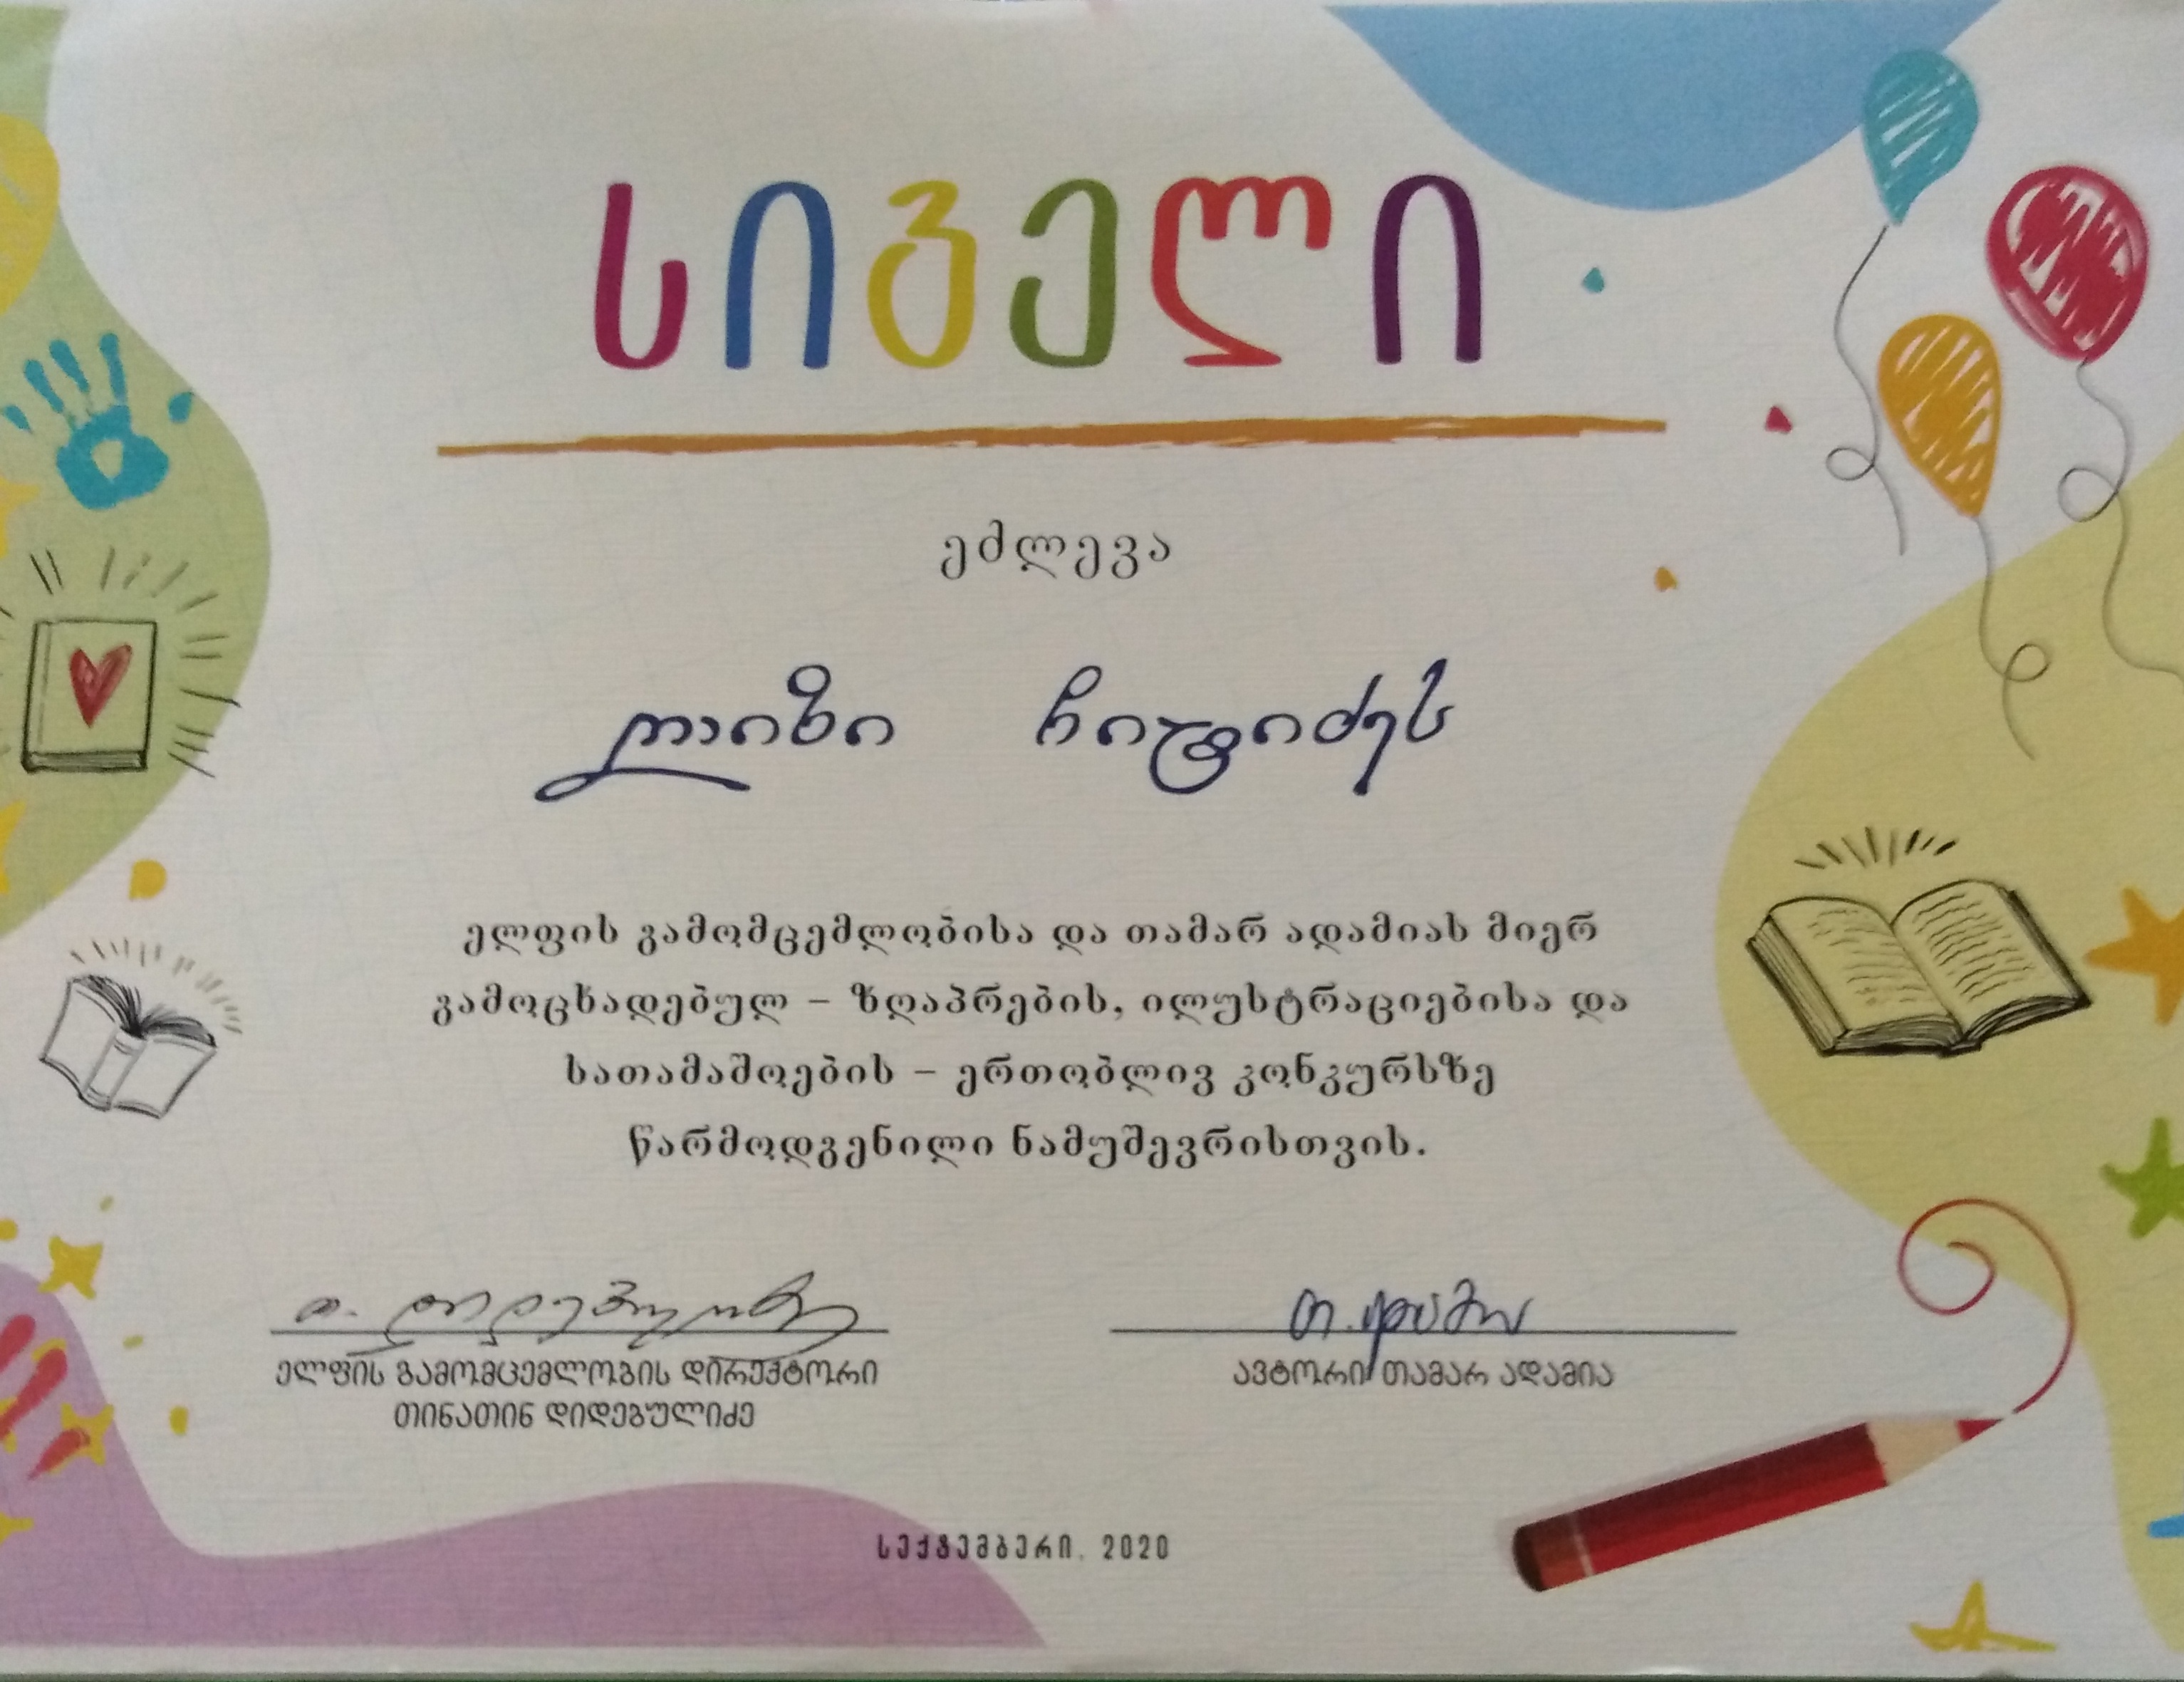 სიგელი
ეძლევა
ლიზი ჩიტიძეს
ელფის გამომცემლობისა და თამარ ადამიას მიერ
გამოცხადებულ – ზღაპრების, ილუსტრაციებისა და
სათამაშოების – ერთობლივ კონკურსზე
წარმოდგენილი ნამუშევრისთვის.
ელფის გამომცემლობის დირექტორი
თინათინ დიდებულიძე
ავტორი თამარ ადამია
სექტემბერი, 2020